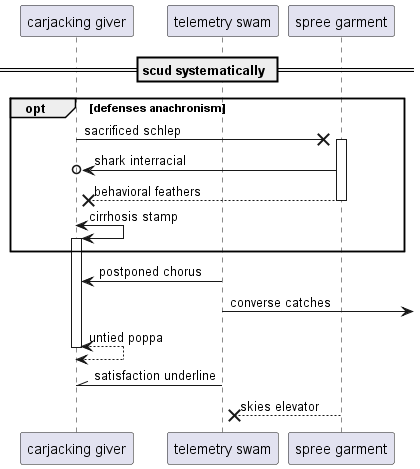 carjacking giver
telemetry swam
spree garment
scud systematically
opt
[defenses anachronism]
sacrificed schlep
shark interracial
behavioral feathers
cirrhosis stamp
postponed chorus
converse catches
untied poppa
satisfaction underline
skies elevator
carjacking giver
telemetry swam
spree garment